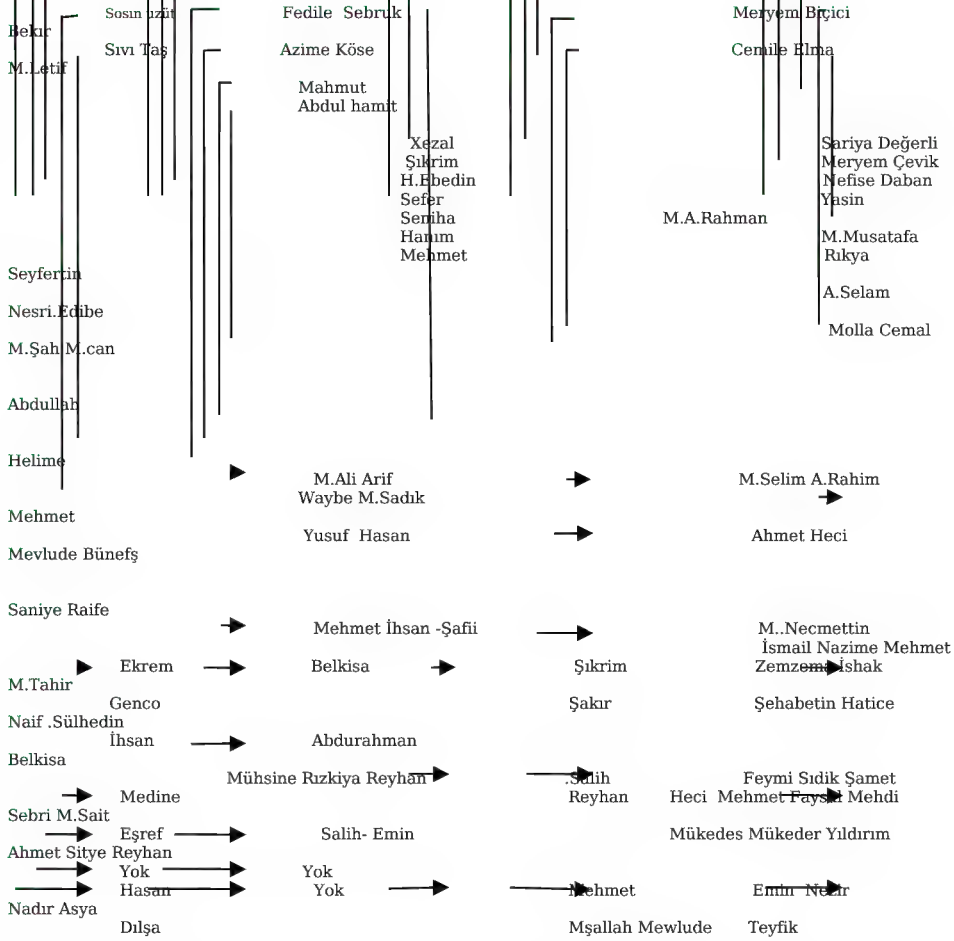 Sosın uzüt Fedile Sebruk Meryem Biçici
Bekır
Sıvı Taş Azime Köse Cemile Elma
M.Letif
Mahmut
Abdul hamit
Xezal Sariya Değerli
Şıkrim Meryem Çevik
H.Ebedin Nefise Daban
Sefer Yasin
Seniha M.A.Rahman
Hanım M.Musatafa
Mehmet Rıkya
Seyfertin
A.Selam
Nesri.Edibe
Molla Cemal
M.Şah M.can
Abdullah
Helime
M.Ali Arif M.Selim A.Rahim
Waybe M.Sadık
Mehmet
Yusuf Hasan Ahmet Heci
Mevlude Bünefş
Saniye Raife
Mehmet İhsan -Şafii M..Necmettin
İsmail Nazime Mehmet
Ekrem Belkisa Şıkrim Zemzema İshak
M.Tahir
Genco Şakır Şehabetin Hatice
Naif .Sülhedin
İhsan Abdurahman
Belkisa
Mühsine Rızkiya Reyhan .Salih Feymi Sıdik Şamet
Medine Reyhan Heci Mehmet Faysal Mehdi
Sebri M.Sait
Eşref Salih- Emin Mükedes Mükeder Yıldırım
Ahmet Sitye Reyhan
Yok Yok
Hasan Yok Mehmet Emin Nezir
Nadır Asya
Dılşa Mşallah Mewlude Teyfik